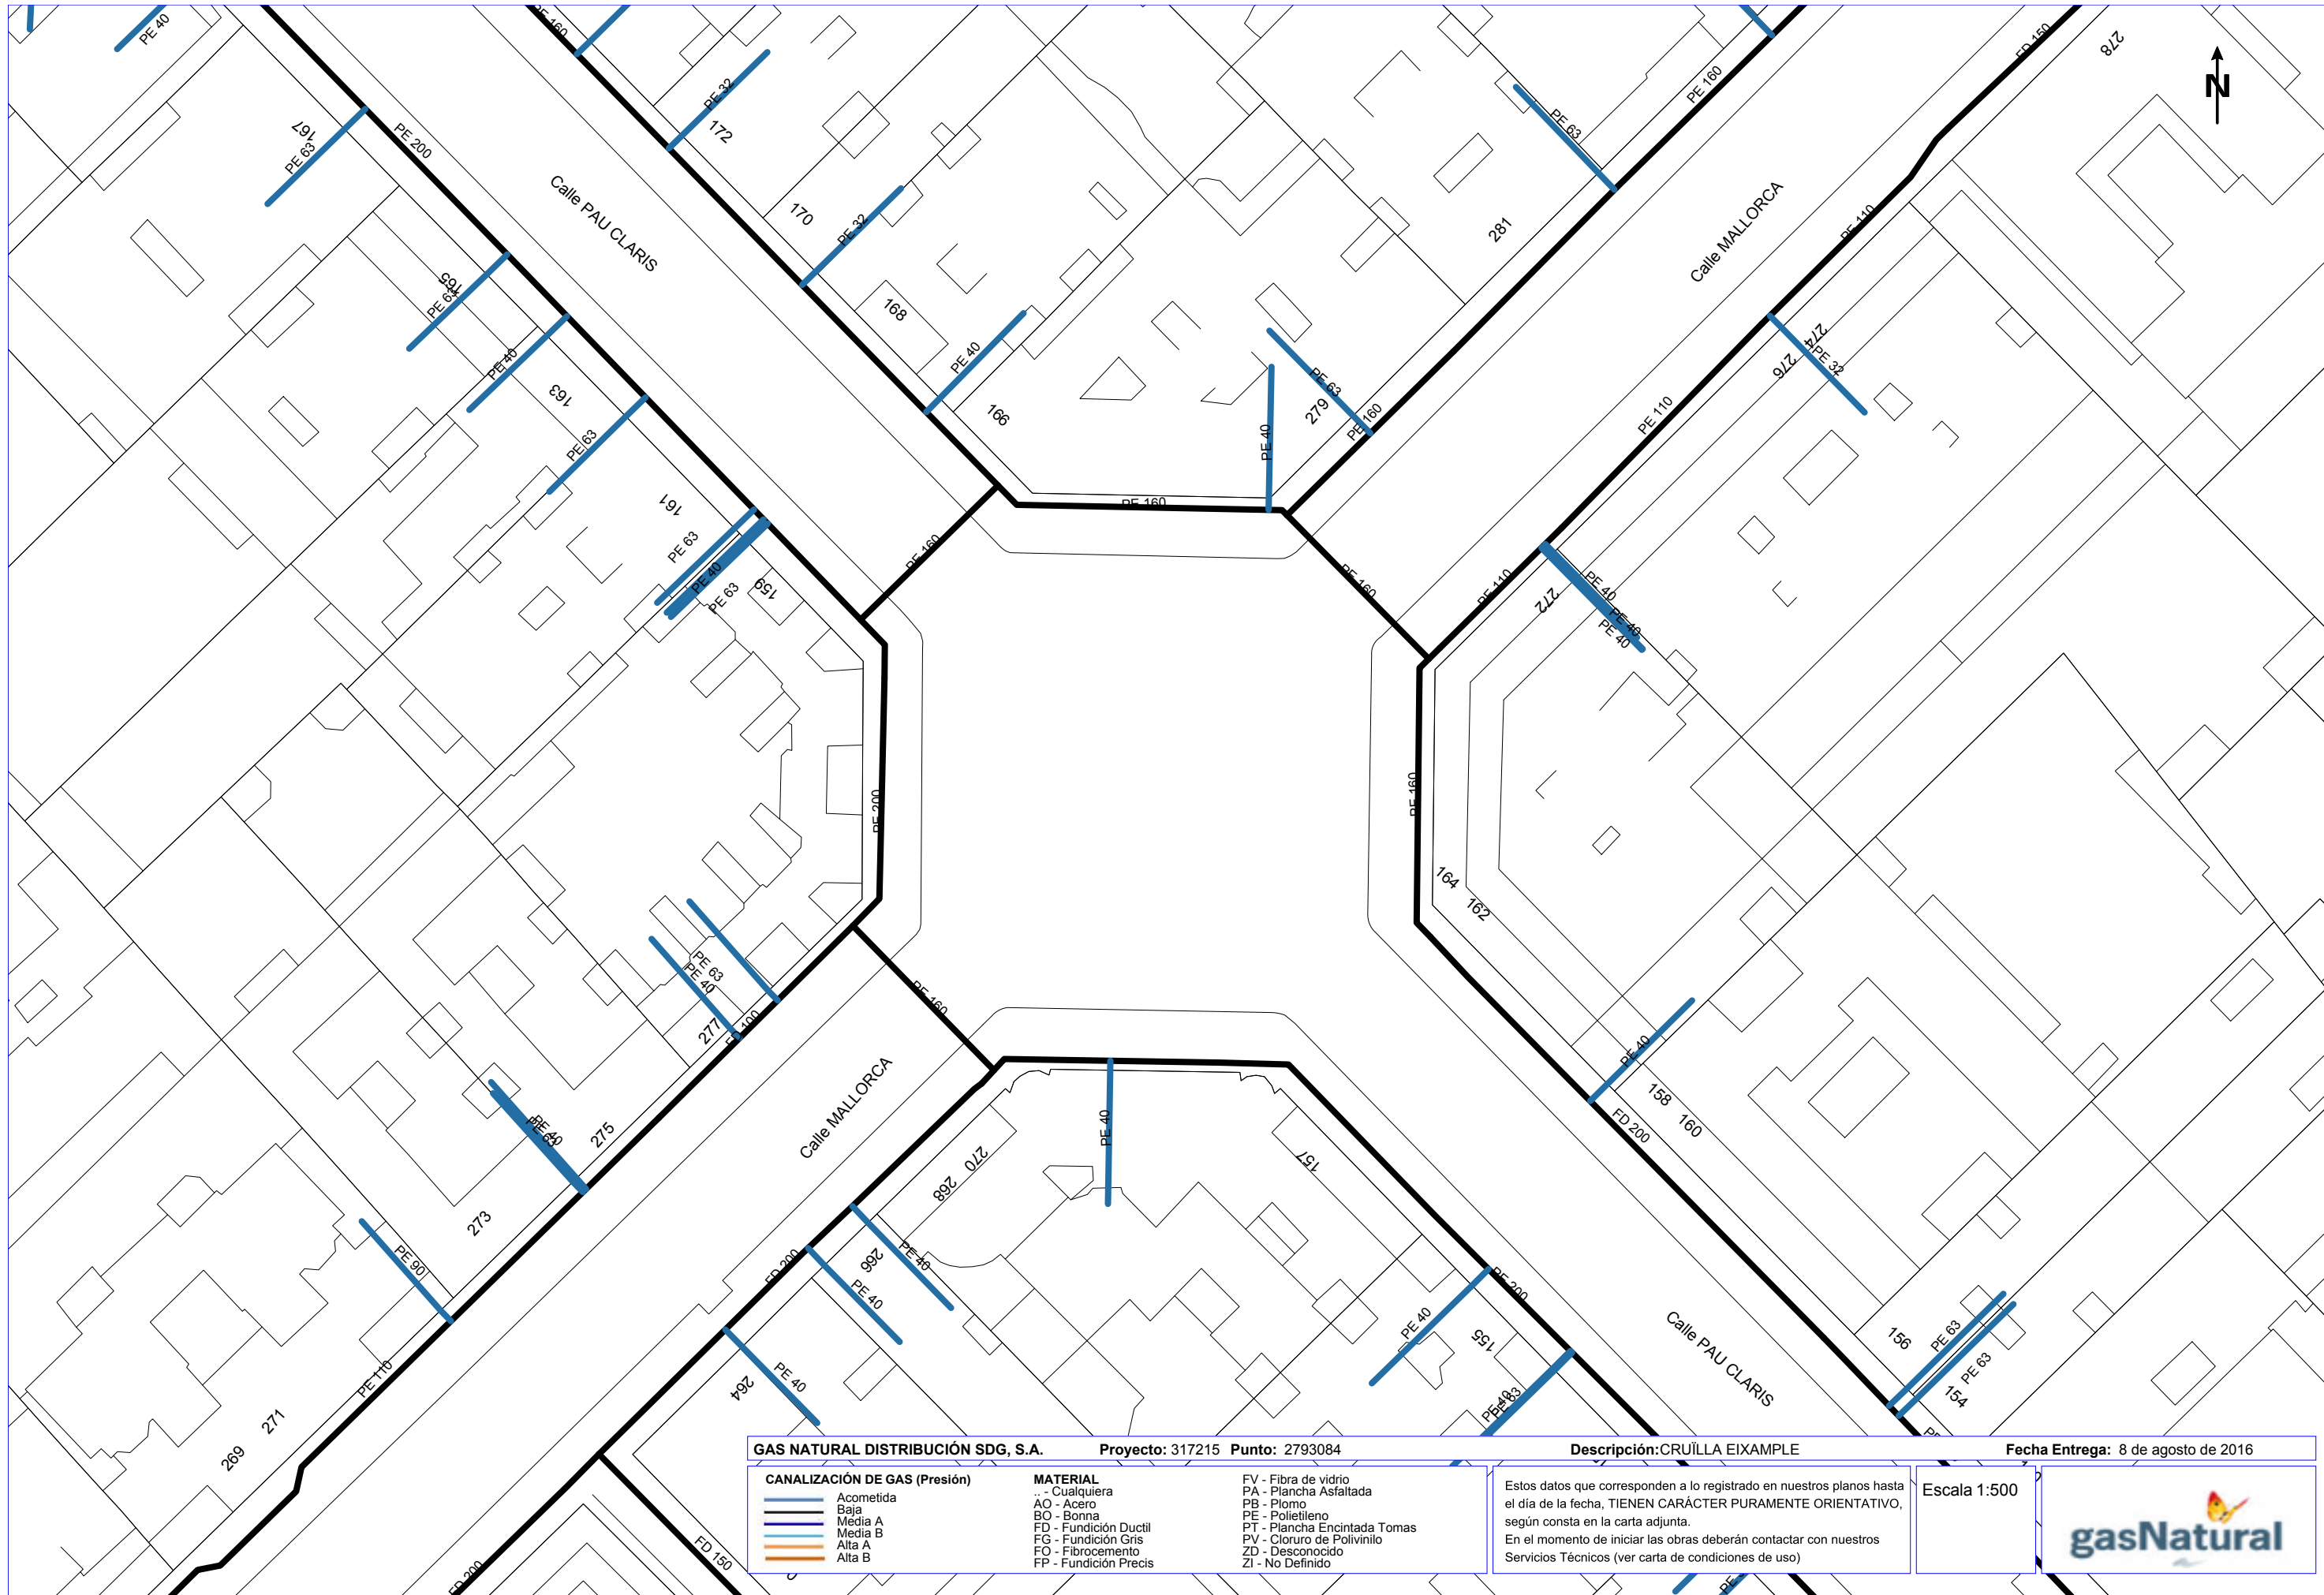 PE 40
PE 160
FD 150
278
N
167
PE 63
PE 200
PE 32
172
PE 160
PE 63
Calle PAU CLARIS
170
PE 32
281
Calle MALLORCA
PE 110
165
PE 63
168
PE 40
163
PE 40
PE 63
274
276
PE 32
PE 63
166
279
PE 160
PE 40
PE 110
161
PE 63
PE 160
PE 160
PE 160
PE 110
PE 40
PE 63
159
PE 40
PE 40
PE 40
272
PE 200
PE 160
164
162
PE 63
PE 40
277
FD 100
PE 160
PE 40
158
160
FD 200
Calle MALLORCA
PE 40
PE 40
PE 63
275
270
268
157
273
PE 90
FD 200
266
PE 40
PE 40
PE 200
PE 40
155
Calle PAU CLARIS
156
PE 63
PE 63
154
PE 110
264
PE 40
PE 40
PE 63
271
269
FD 200
FD 150
GAS NATURAL DISTRIBUCIÓN SDG, S.A. Proyecto: 317215 Punto: 2793084 Descripción:CRUÏLLA EIXAMPLE Fecha Entrega: 8 de agosto de 2016
CANALIZACIÓN DE GAS (Presión)
Acometida
Baja
Media A
Media B
Alta A
Alta B
MATERIAL
.. - Cualquiera
AO - Acero
BO - Bonna
FD - Fundición Ductil
FG - Fundición Gris
FO - Fibrocemento
FP - Fundición Precis
FV - Fibra de vidrio
PA - Plancha Asfaltada
PB - Plomo
PE - Polietileno
PT - Plancha Encintada Tomas
PV - Cloruro de Polivinilo
ZD - Desconocido
ZI - No Definido
Estos datos que corresponden a lo registrado en nuestros planos hasta
el día de la fecha, TIENEN CARÁCTER PURAMENTE ORIENTATIVO,
según consta en la carta adjunta.
En el momento de iniciar las obras deberán contactar con nuestros
Servicios Técnicos (ver carta de condiciones de uso)
Escala 1:500
gasNatural